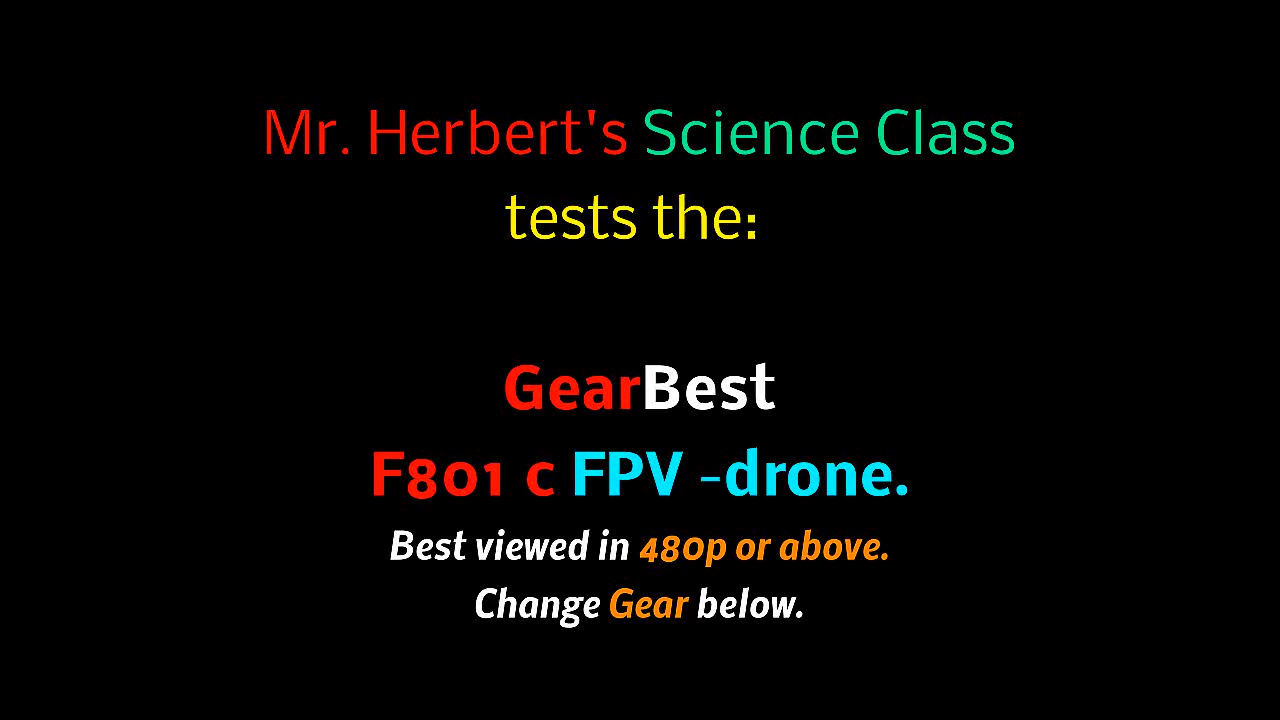 Mr. Herbert's Science Class
tests the:
GearBest
F801 c FPV -drone.
Best viewed in 480p or above.
Change Gear below.